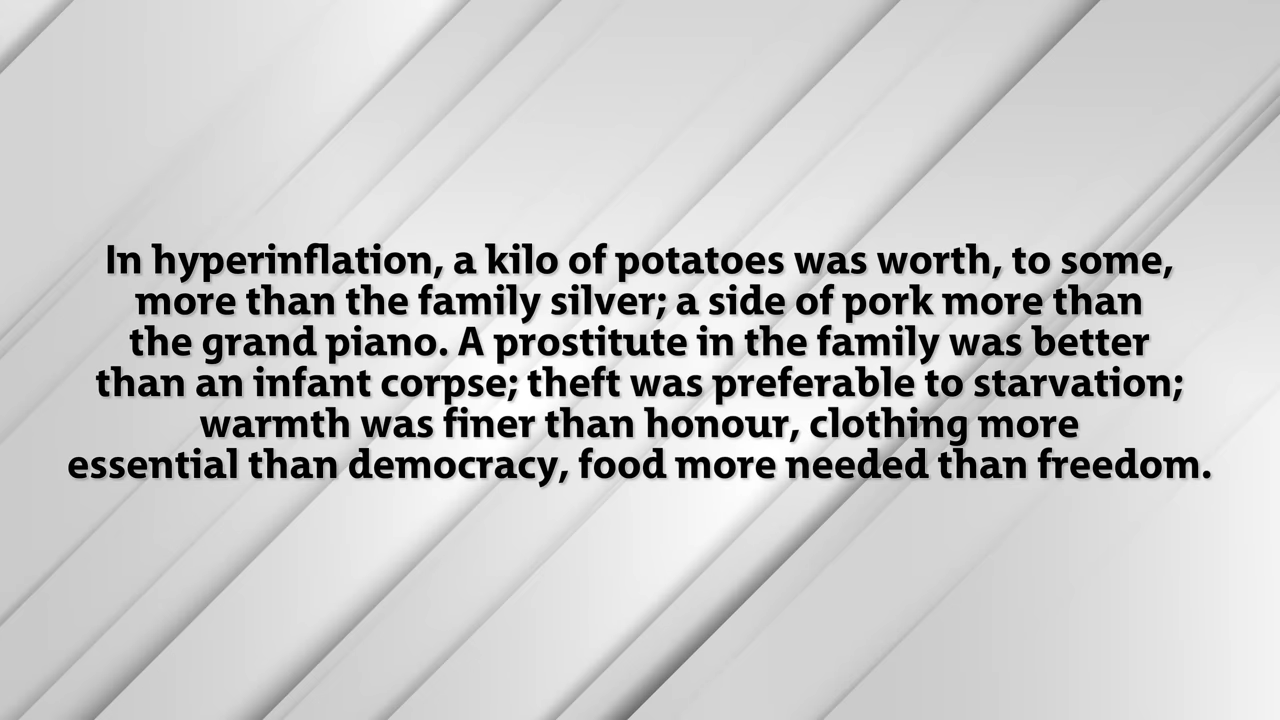 In hyperinflation, a kilo of potatoes was worth, to some,
more than the family silver; a side of pork more than
the grand piano. A prostitute in the family was better
than an infant corpse; theft was preferable to starvation;
warmth was finer than honour, clothing more
essential than democracy, food more needed than freedom.